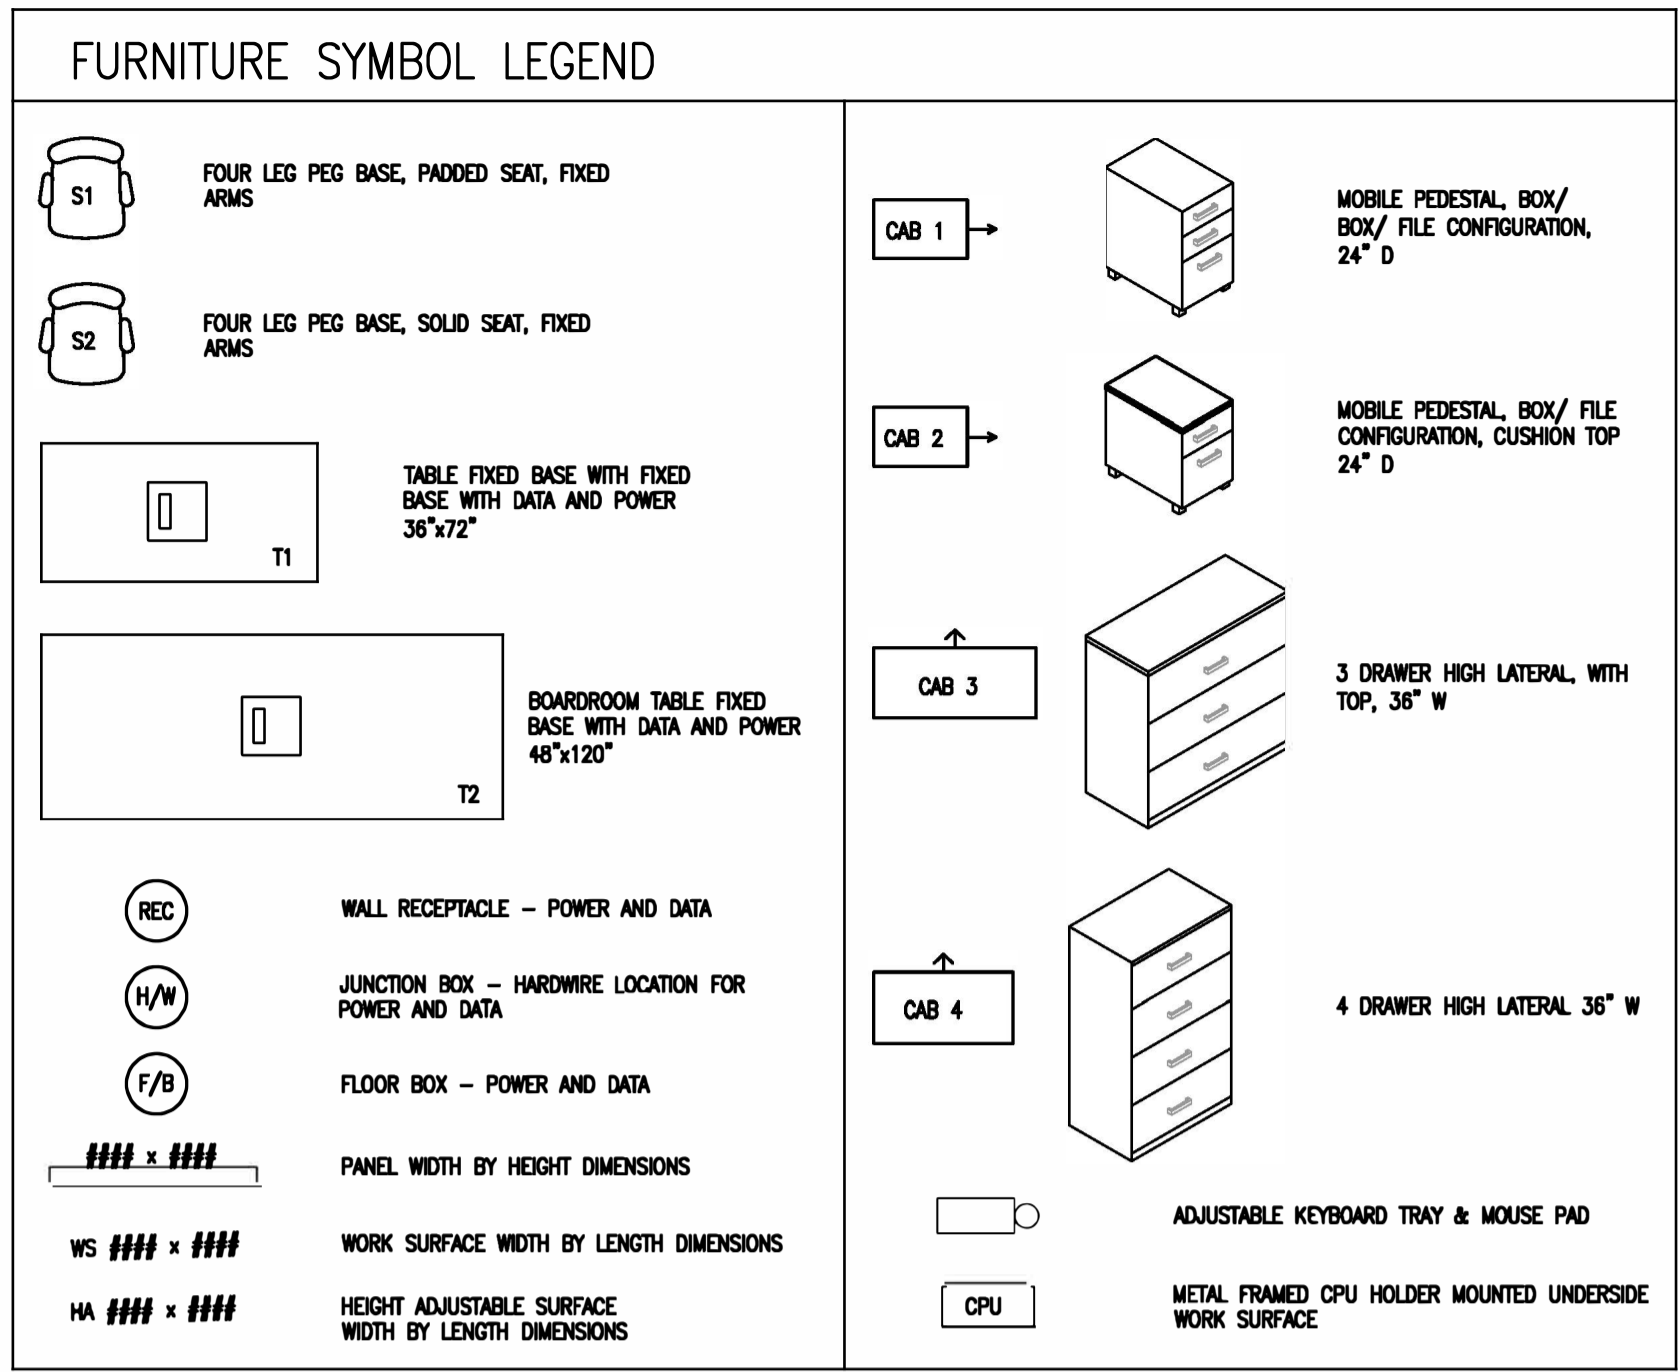 FURNITURE SYMBOL LEGEND
S1
FOUR LEG PEG BASE, PADDED SEAT, FIXED
ARMS
S2
FOUR LEG PEG BASE, SOLID SEAT, FIXED
ARMS
TABLE FIXED BASE WITH FIXED
BASE WITH DATA AND POWER
36"x72"
T1
BOARDROOM TABLE FIXED
BASE WITH DATA AND POWER
48"x120"
T2
REC
WALL RECEPTACLE – POWER AND DATA
H/W
JUNCTION BOX – HARDWIRE LOCATION FOR
POWER AND DATA
F/B
FLOOR BOX – POWER AND DATA
#### x ####
PANEL WIDTH BY HEIGHT DIMENSIONS
WS #### x ####
WORK SURFACE WIDTH BY LENGTH DIMENSIONS
HA #### x ####
HEIGHT ADJUSTABLE SURFACE
WIDTH BY LENGTH DIMENSIONS
CAB 1
MOBILE PEDESTAL, BOX/
BOX/ FILE CONFIGURATION,
24" D
CAB 2
MOBILE PEDESTAL, BOX/ FILE
CONFIGURATION, CUSHION TOP
24" D
CAB 3
3 DRAWER HIGH LATERAL, WITH
TOP, 36" W
CAB 4
4 DRAWER HIGH LATERAL 36" W
ADJUSTABLE KEYBOARD TRAY & MOUSE PAD
CPU
METAL FRAMED CPU HOLDER MOUNTED UNDERSIDE
WORK SURFACE